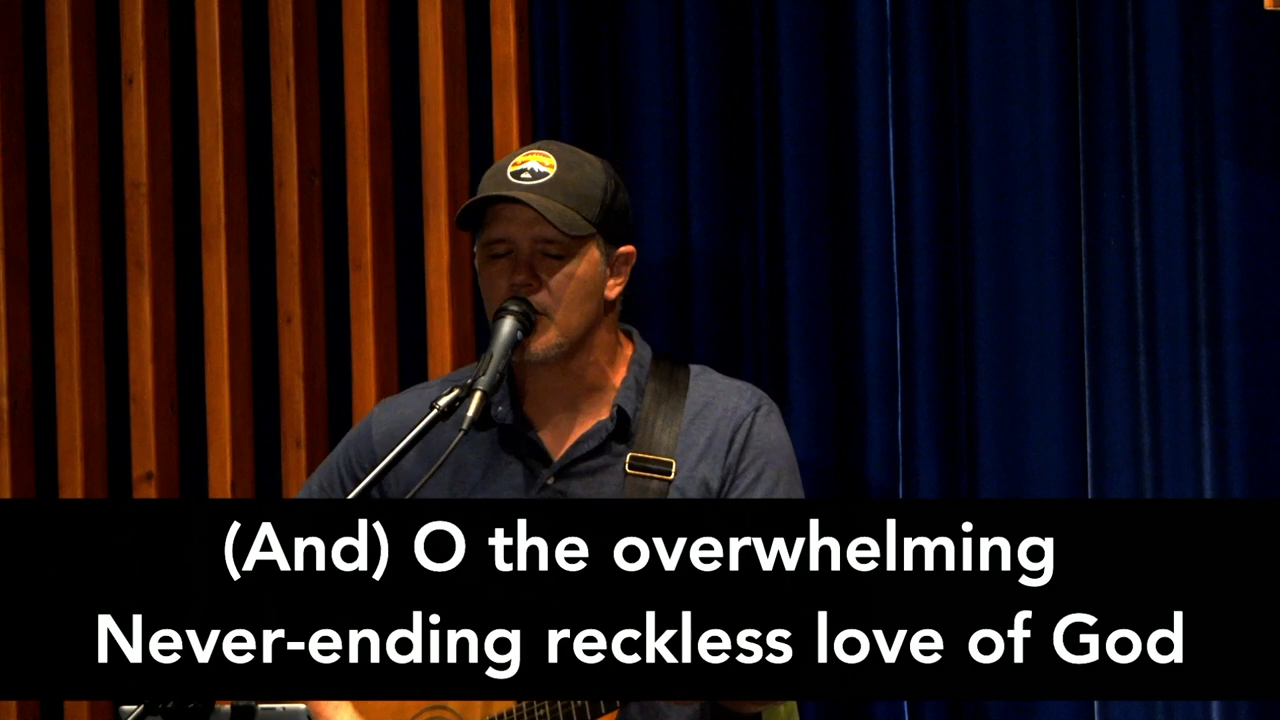 (And) O the overwhelming
Never-ending reckless love of God